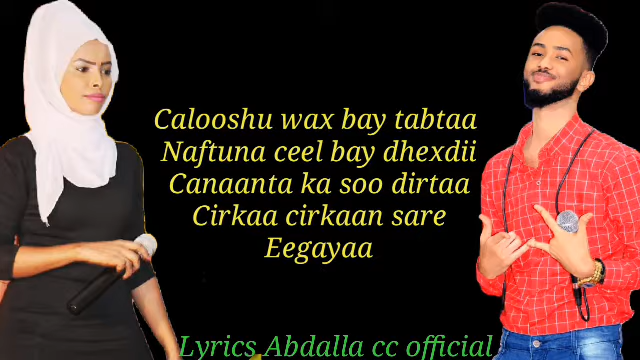 Calooshu wax bay tabtaa
Naftuna ceel bay dhexdii
Canaanta ka soo dirtaa
Cirkaa cirkaan sare
Eegayaa
Lyrics Abdalla cc official